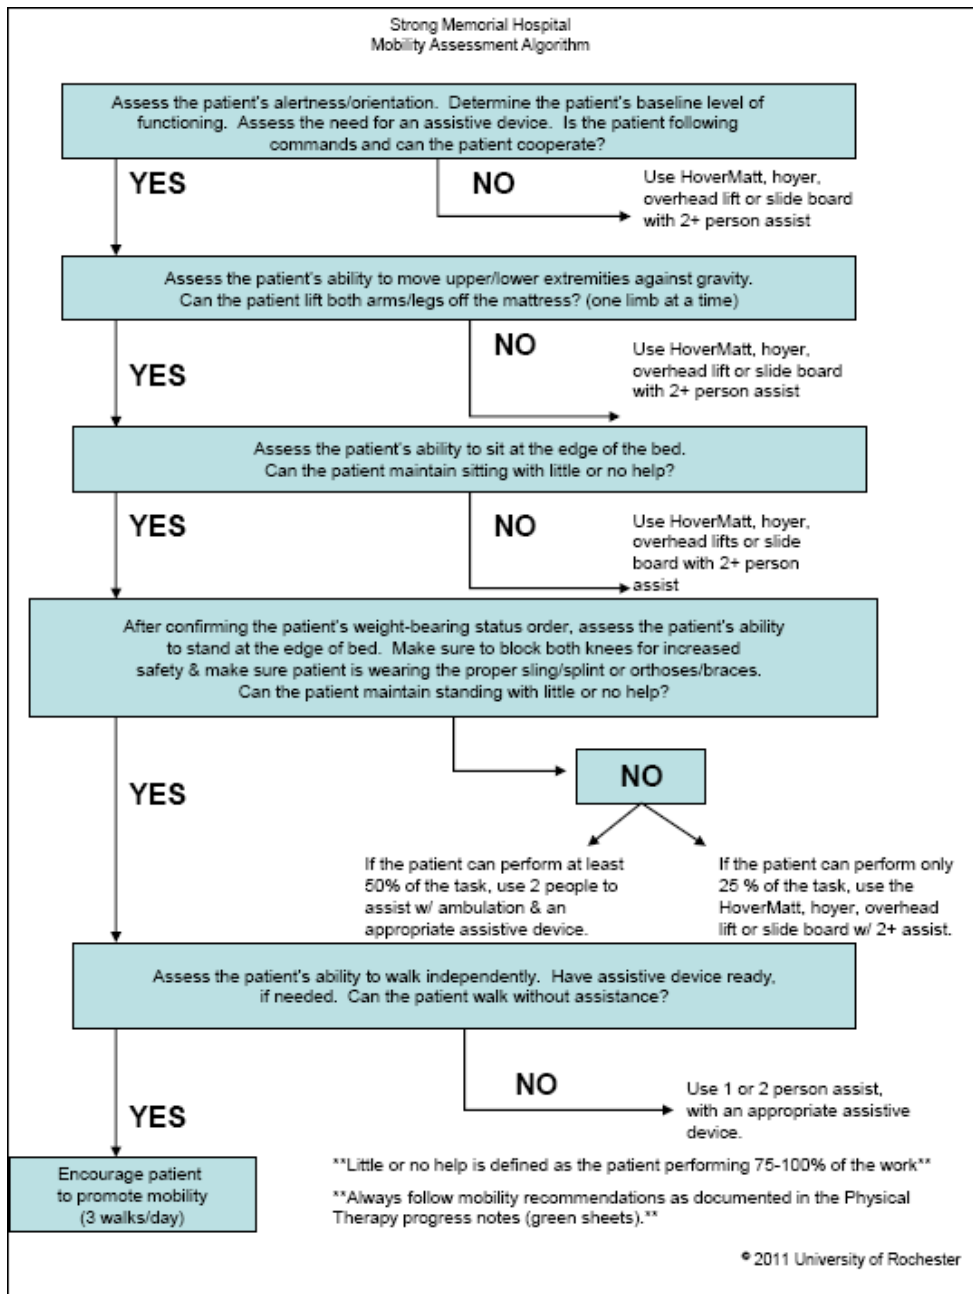 Strong Memorial Hospital
Mobility Assessment Algorithm
Assess the patient's alertness/orientation. Determine the patient's baseline level of
functioning. Assess the need for an assistive device. Is the patient following
commands and can the patient cooperate?
YES
NO
Use HoverMatt, hoyer,
overhead lift or slide board
with 2+ person assist
Assess the patient's ability to move upper/lower extremities against gravity.
Can the patient lift both arms/legs off the mattress? (one limb at a time)
YES
NO
Use HoverMatt, hoyer,
overhead lift or slide board
with 2+ person assist
Assess the patient's ability to sit at the edge of the bed.
Can the patient maintain sitting with little or no help?
YES
NO
Use HoverMatt, hoyer,
overhead lifts or slide
board with 2+ person
assist
After confirming the patient's weight-bearing status order, assess the patient's ability
to stand at the edge of bed. Make sure to block both knees for increased
safety & make sure patient is wearing the proper sling/splint or orthoses/braces.
Can the patient maintain standing with little or no help?
YES
NO
If the patient can perform at least
50% of the task, use 2 people to
assist w/ ambulation & an
appropriate assistive device.
If the patient can perform only
25 % of the task, use the
HoverMatt, hoyer, overhead
lift or slide board w/ 2+ assist.
Assess the patient's ability to walk independently. Have assistive device ready,
if needed. Can the patient walk without assistance?
YES
NO
Use 1 or 2 person assist,
with an appropriate assistive
device.
Encourage patient
to promote mobility
(3 walks/day)
**Little or no help is defined as the patient performing 75-100% of the work**
**Always follow mobility recommendations as documented in the Physical
Therapy progress notes (green sheets).**
© 2011 University of Rochester